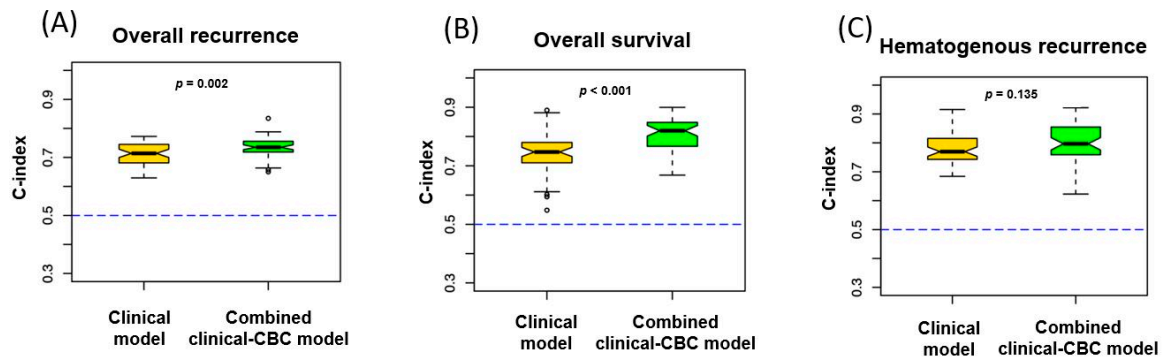 (A)
Overall recurrence
p = 0.002
C-index
0.9
0.7
0.5
0.3
Clinical
model
Combined
clinical-CBC model
(B)
Overall survival
p < 0.001
C-index
0.9
0.7
0.5
0.3
Clinical
model
Combined
clinical-CBC model
(C)
Hematogenous recurrence
p = 0.135
C-index
0.9
0.7
0.5
0.3
Clinical
model
Combined
clinical-CBC model